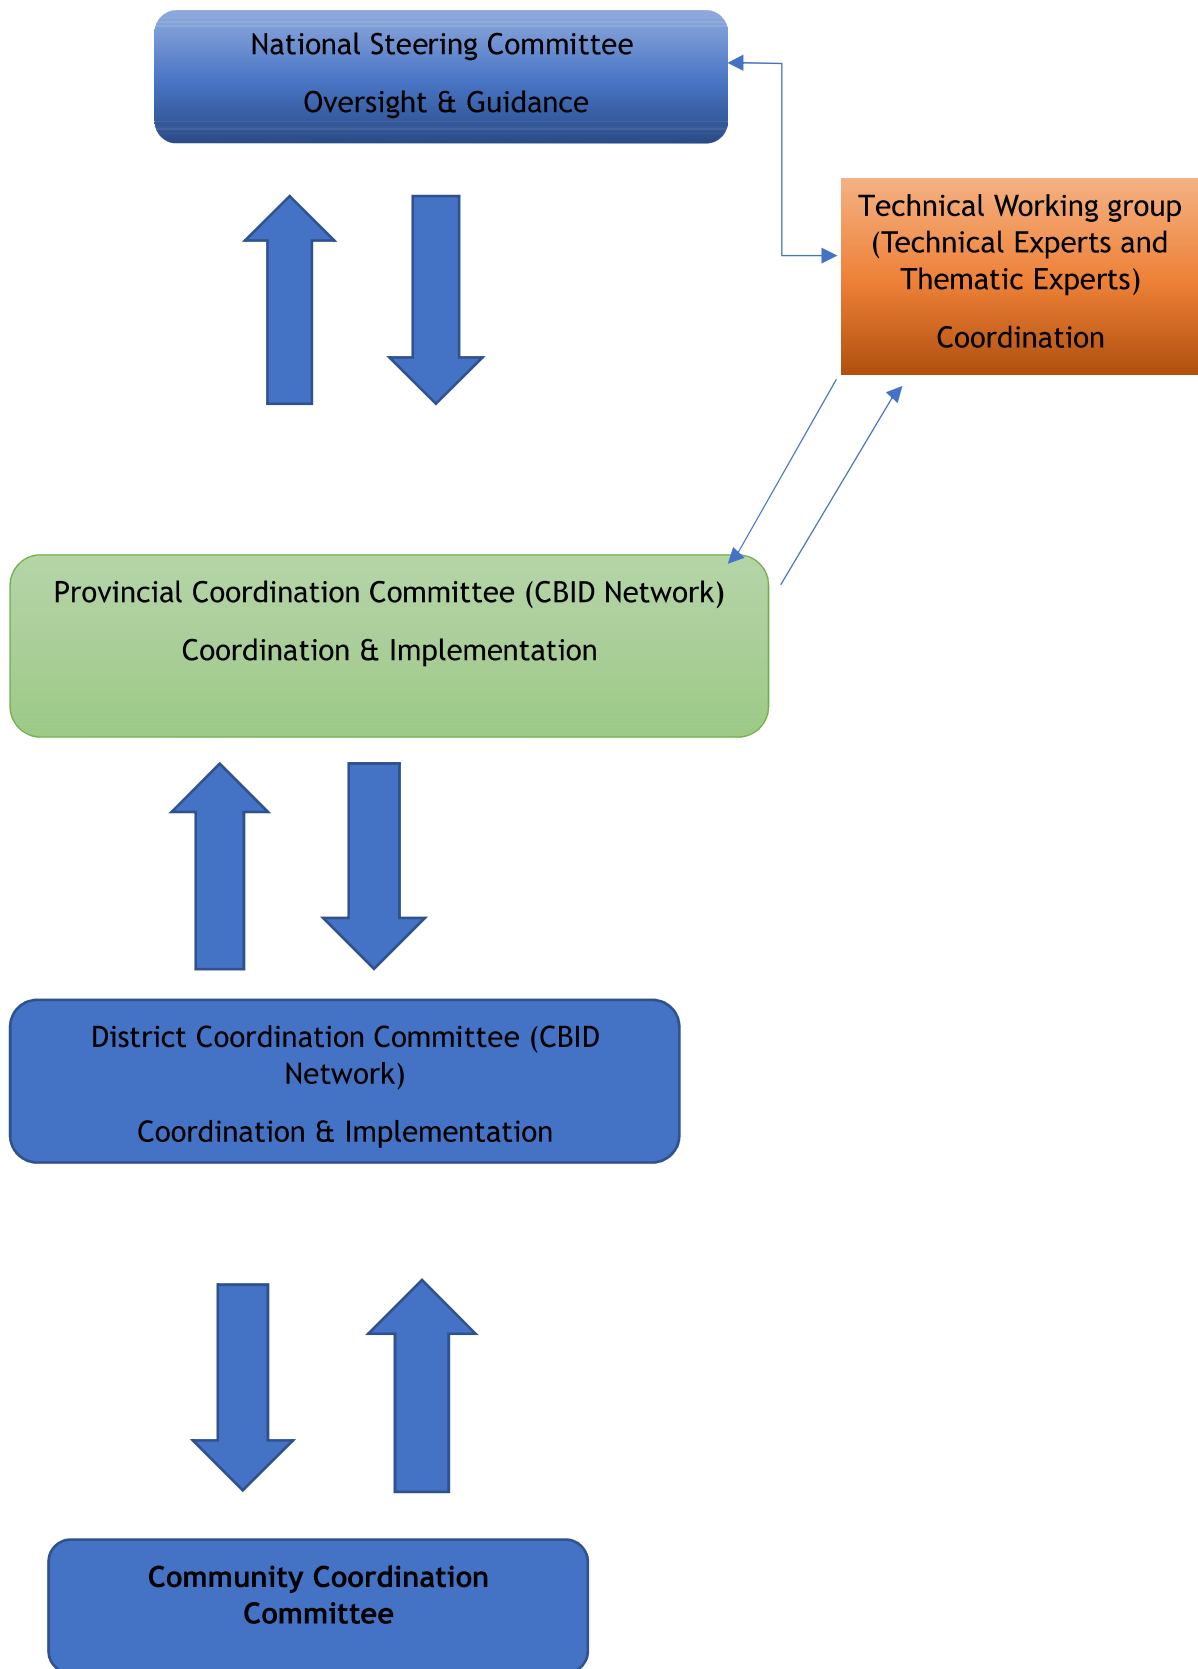 National Steering Committee
Oversight & Guidance
Technical Working group
(Technical Experts and
Thematic Experts)
Coordination
Provincial Coordination Committee (CBID Network)
Coordination & Implementation
District Coordination Committee (CBID
Network)
Coordination & Implementation
Community Coordination
Committee